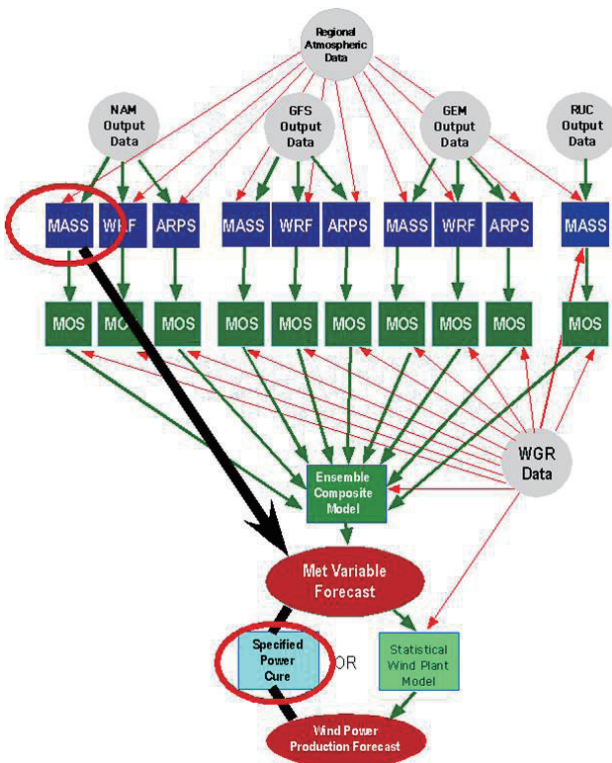 Regional
Atmospheric
Data
NAM
Output
Data
GFS
Output
Data
GEM
Output
Data
RUC
Output
Data
MASS WRF ARPS MASS WRF ARPS MASS WRF ARPS MASS
MOS MOS MOS MOS MOS MOS MOS MOS MOS MOS
WGR
Data
Ensemble
Composite
Model
Met Variable
Forecast
Specified
Power
Cure
OR
Statistical
Wind Plant
Model
Wind Power
Production Forecast